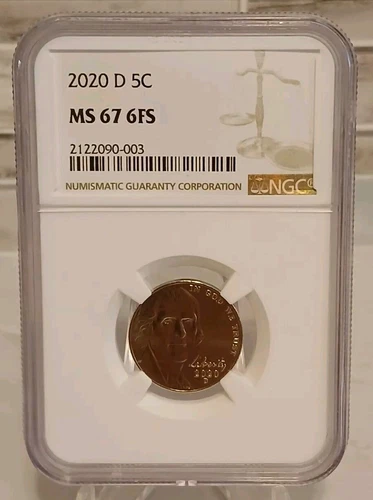 2020 D 5C
MS 67 6FS
2122090-003
NUMISMATIC GUARANTY CORPORATION
NGC
IN GOD WE TRUST
Liberty
2020
D